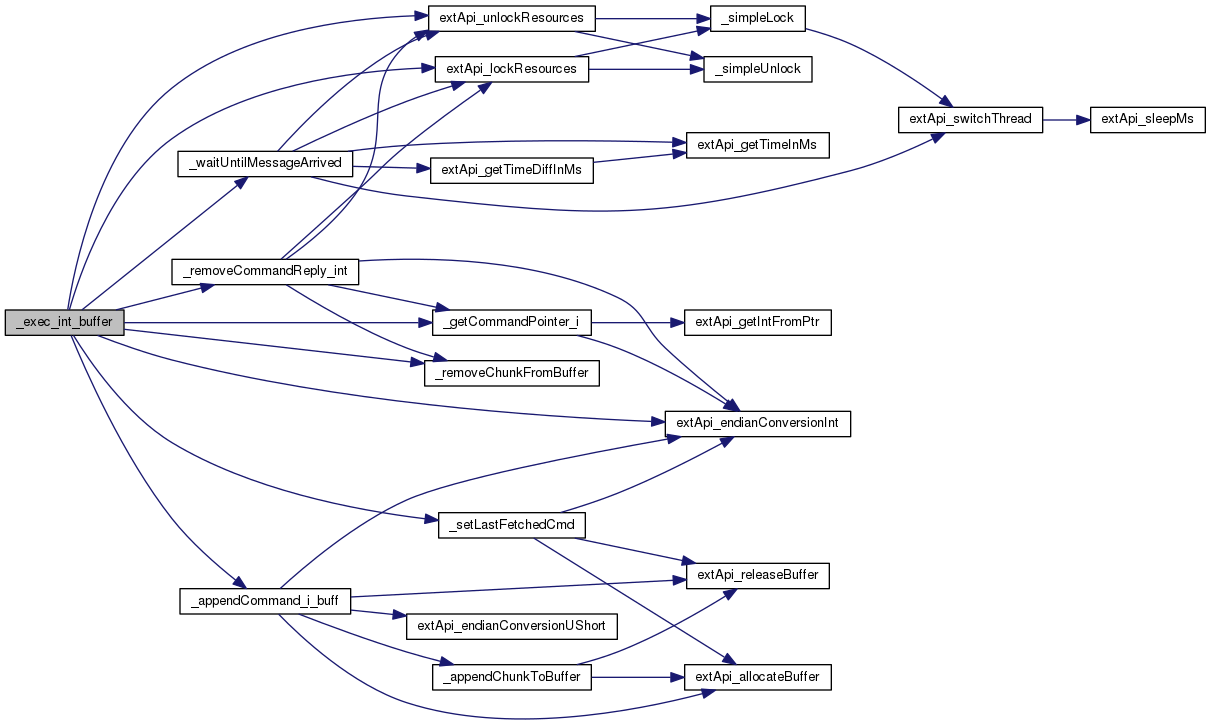 extApi_unlockResources
_simpleLock
extApi_lockResources
_simpleUnlock
extApi_switchThread
extApi_sleepMs
_waitUntilMessageArrived
extApi_getTimeInMs
extApi_getTimeDiffInMs
_removeCommandReply_int
_exec_int_buffer
_getCommandPointer_i
extApi_getIntFromPtr
_removeChunkFromBuffer
extApi_endianConversionInt
_setLastFetchedCmd
extApi_releaseBuffer
_appendCommand_i_buff
extApi_endianConversionUShort
_appendChunkToBuffer
extApi_allocateBuffer